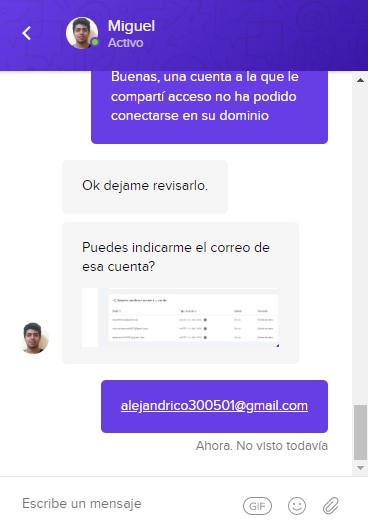 Miguel
Activo
Buenas, una cuenta a la que le
compartí acceso no ha podido
conectarse en su dominio
Ok dejame revisarlo.
Puedes indicarme el correo de
esa cuenta?
alejandrico300501@gmail.com
Ahora. No visto todavía
Escribe un mensaje
GIF